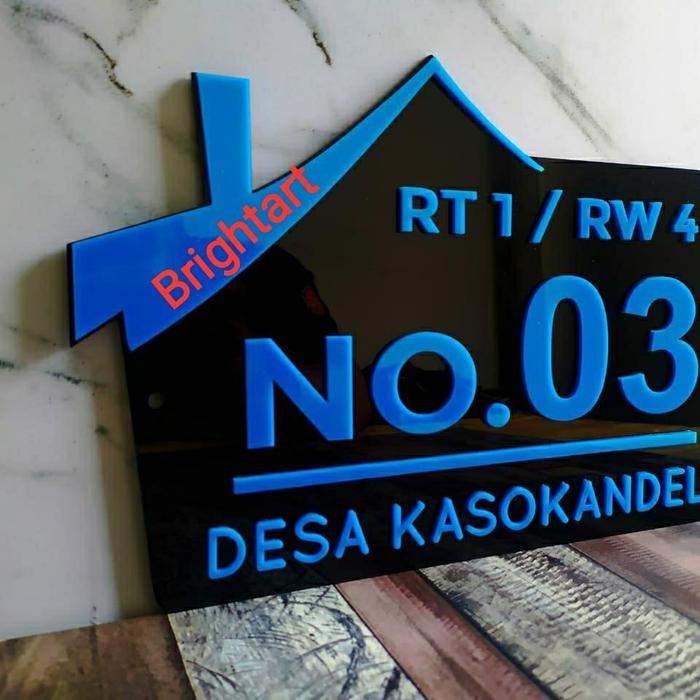 Brightart
RT 1 / RW 4
NO.03
DESA KASOKANDEL